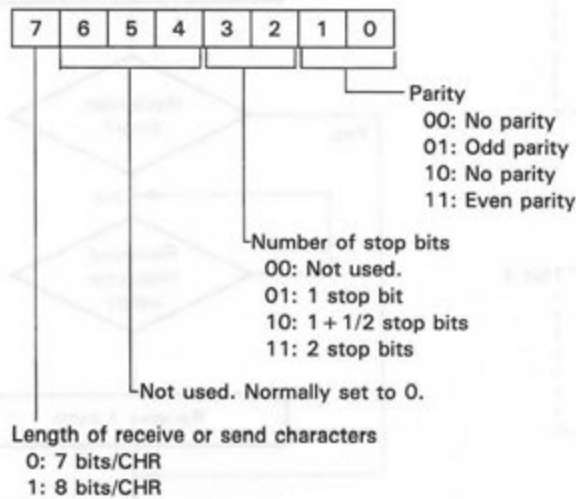 7 6 5 4 3 2 1 0
Parity
00: No parity
01: Odd parity
10: No parity
11: Even parity
Number of stop bits
00: Not used.
01: 1 stop bit
10: 1 + 1/2 stop bits
11: 2 stop bits
Not used. Normally set to 0.
Length of receive or send characters
0: 7 bits/CHR
1: 8 bits/CHR